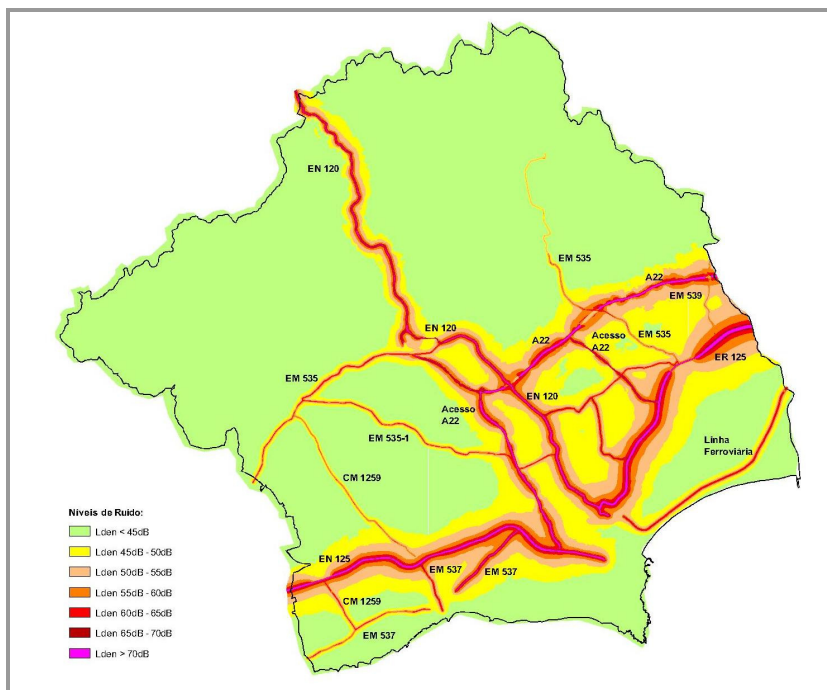 EN 120
EM 535
A22
EM 539
EN 120
A22
Acesso
A22
EM 535
ER 125
EM 535
EN 120
Acesso
A22
EM 535-1
Linha
Ferroviária
CM 1259
Níveis de Ruído:
Lden < 45dB
Lden 45dB - 50dB
Lden 50dB - 55dB
Lden 55dB - 60dB
Lden 60dB - 65dB
Lden 65dB - 70dB
Lden > 70dB
EN 125
EM 537
EM 537
CM 1259
EM 537